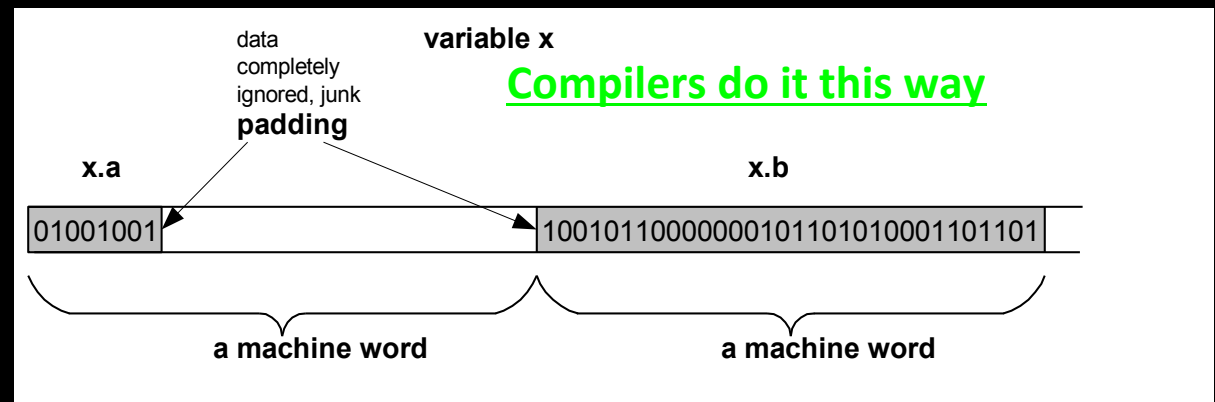 data
completely
ignored, junk
padding
variable x
Compilers do it this way
x.a
x.b
01001001
10010110000000101101010001101101
a machine word
a machine word